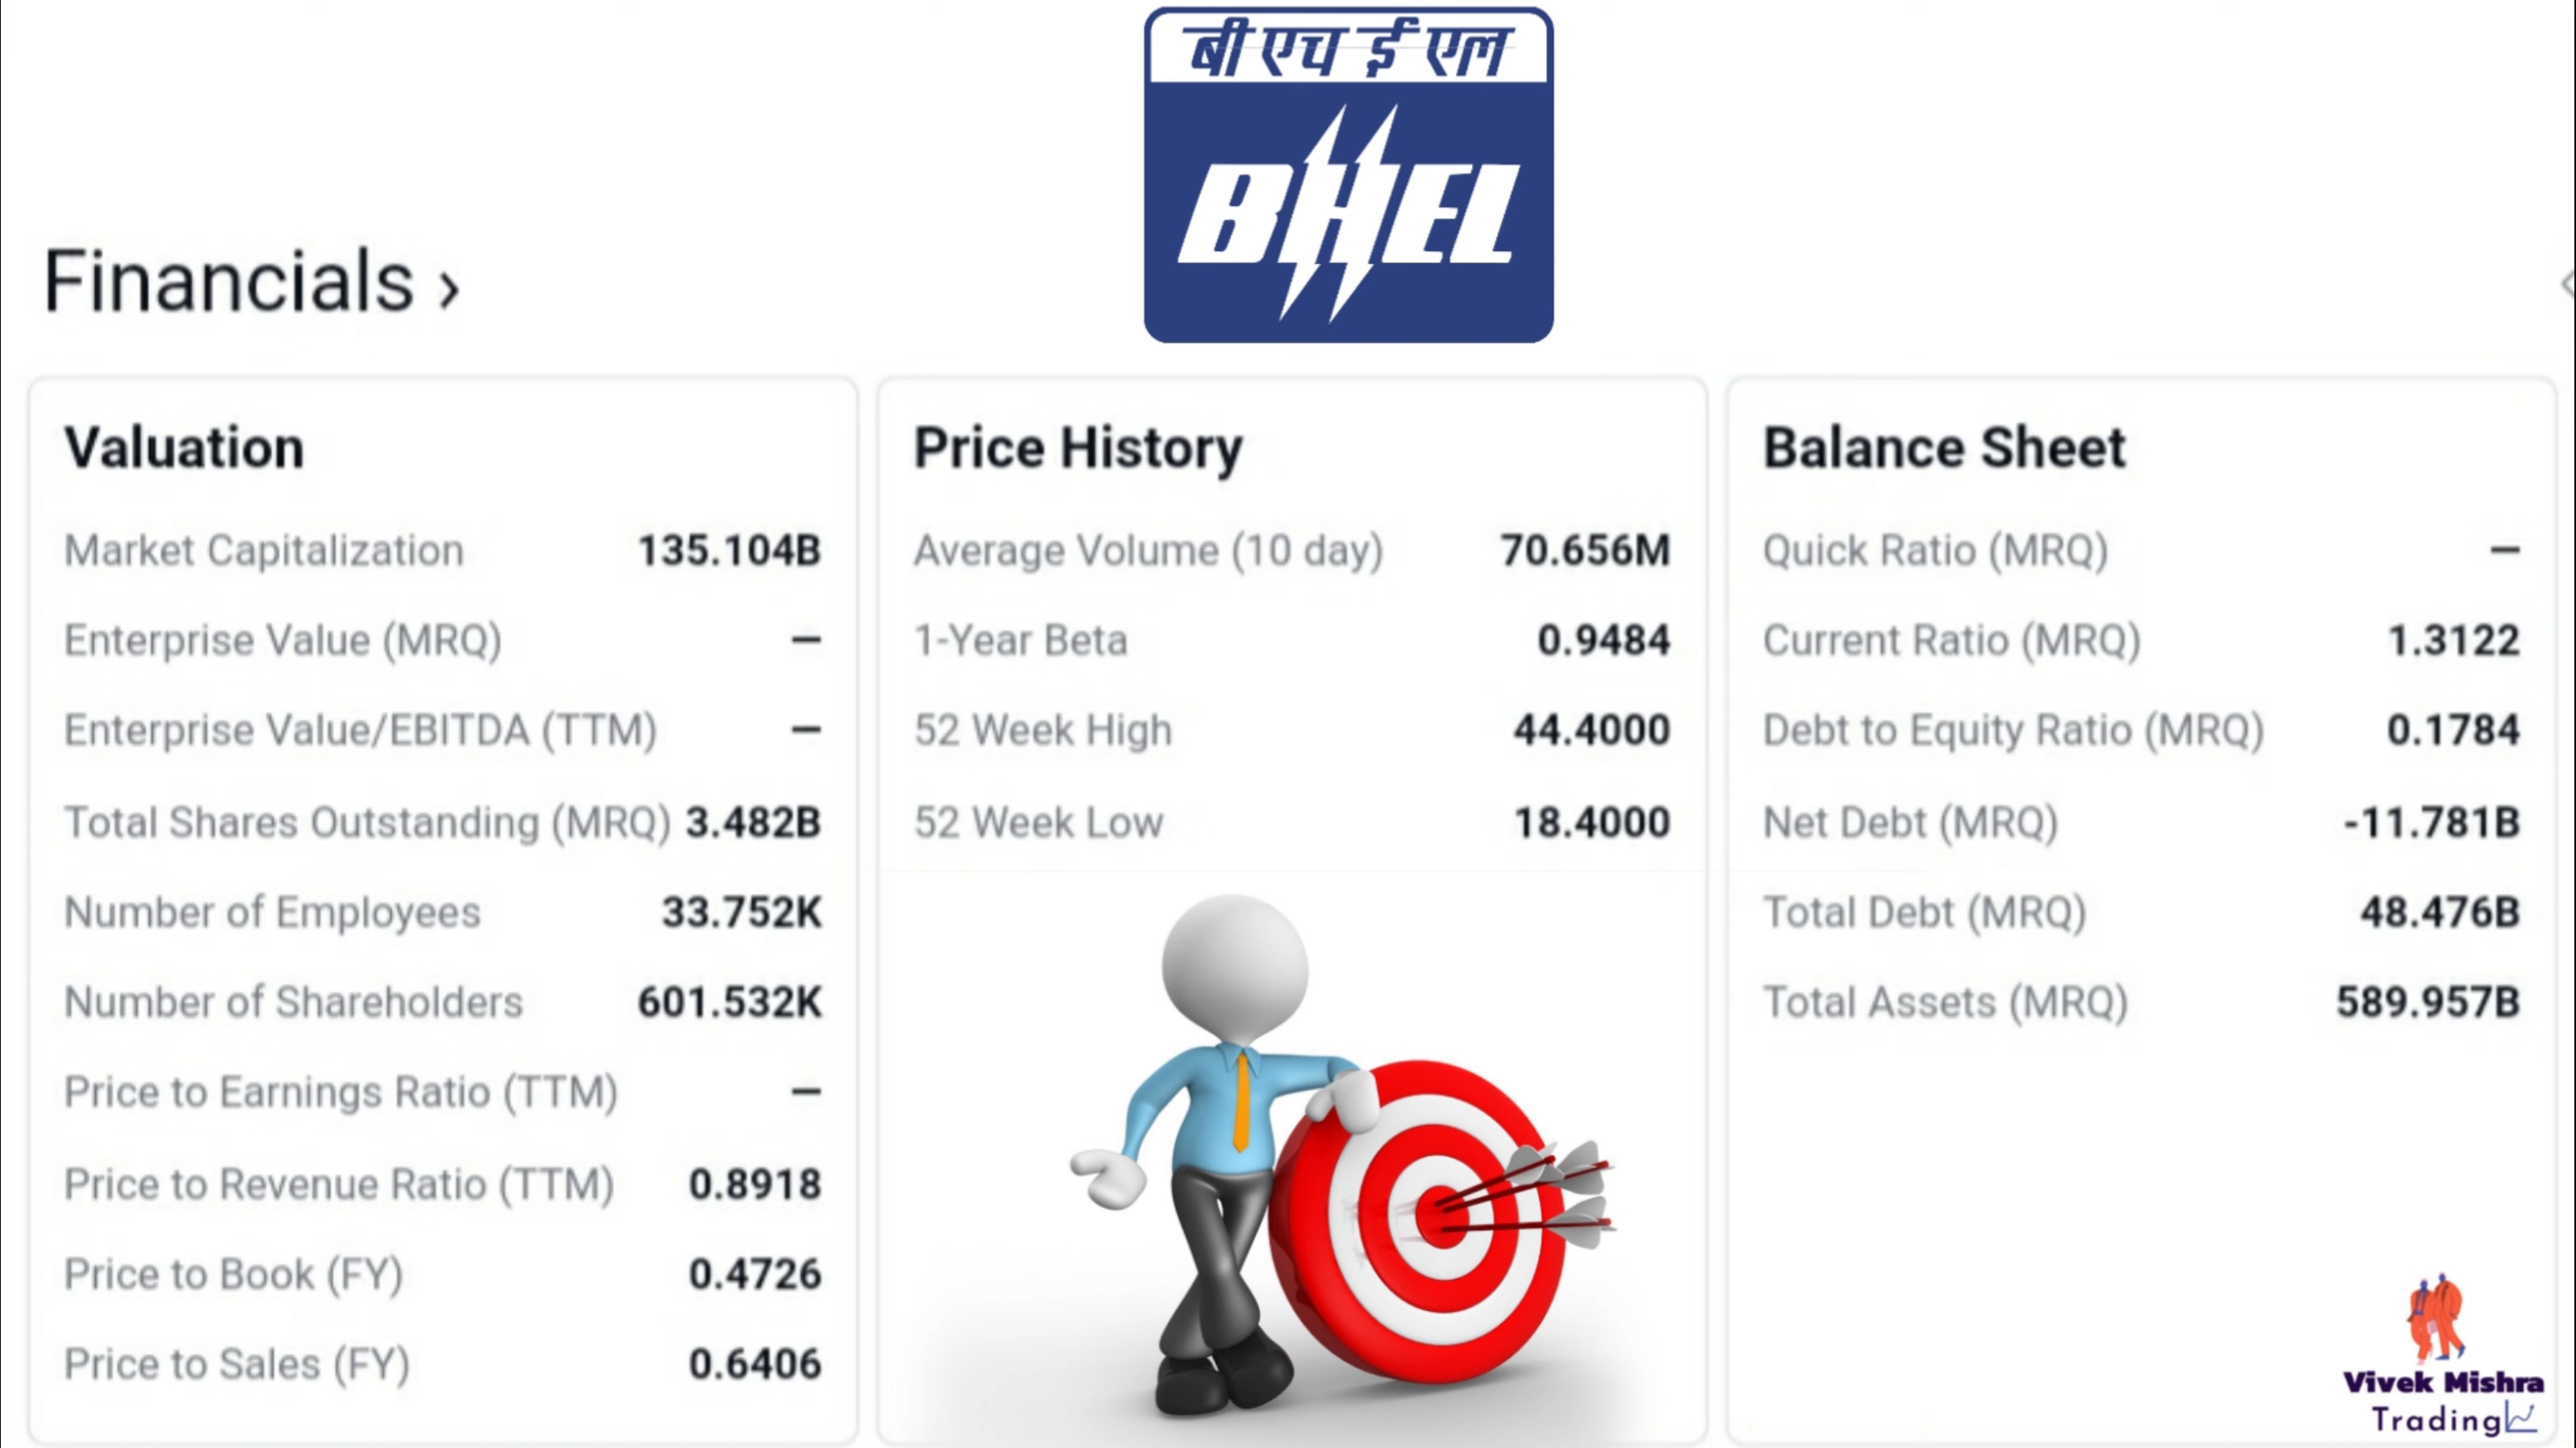 बी एच ई एल
BHEL
Financials ›
Valuation
Market Capitalization 135.104B
Enterprise Value (MRQ) —
Enterprise Value/EBITDA (TTM) —
Total Shares Outstanding (MRQ) 3.482B
Number of Employees 33.752K
Number of Shareholders 601.532K
Price to Earnings Ratio (TTM) —
Price to Revenue Ratio (TTM) 0.8918
Price to Book (FY) 0.4726
Price to Sales (FY) 0.6406
Price History
Average Volume (10 day) 70.656M
1-Year Beta 0.9484
52 Week High 44.4000
52 Week Low 18.4000
Balance Sheet
Quick Ratio (MRQ) —
Current Ratio (MRQ) 1.3122
Debt to Equity Ratio (MRQ) 0.1784
Net Debt (MRQ) -11.781B
Total Debt (MRQ) 48.476B
Total Assets (MRQ) 589.957B
Vivek Mishra
Trading